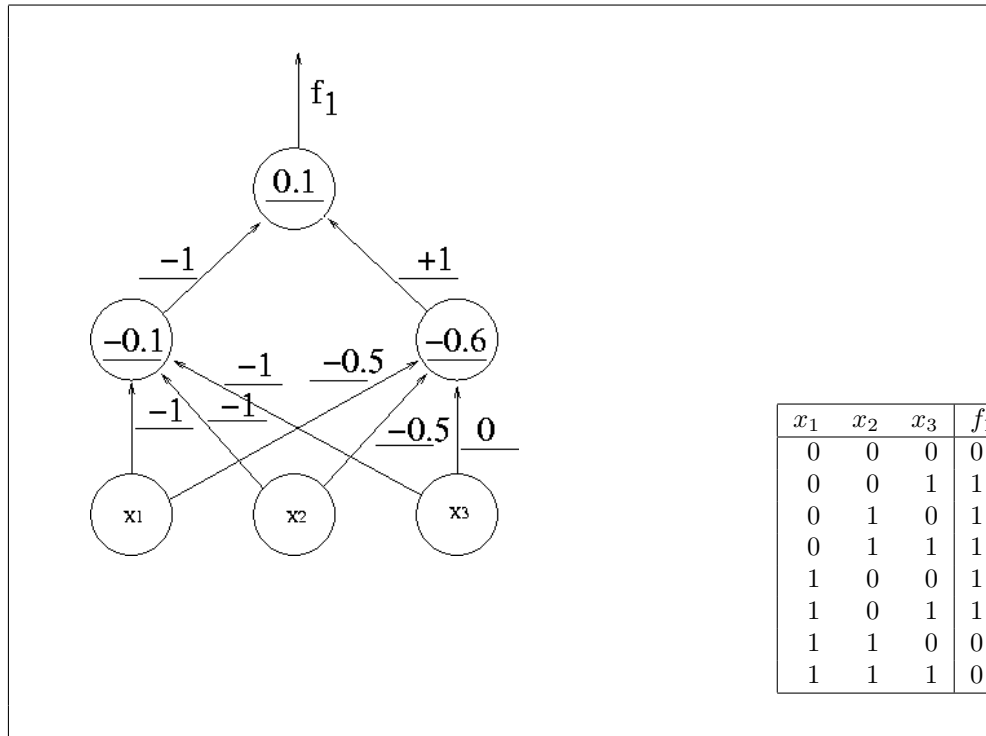 f1
0.1
−1 +1
−0.1 −0.6
−1 −0.5
−1 −1 −0.5 0
x1 x2 x3
x1 x2 x3 f1
0 0 0 0
0 0 1 1
0 1 0 1
0 1 1 1
1 0 0 1
1 0 1 1
1 1 0 0
1 1 1 0